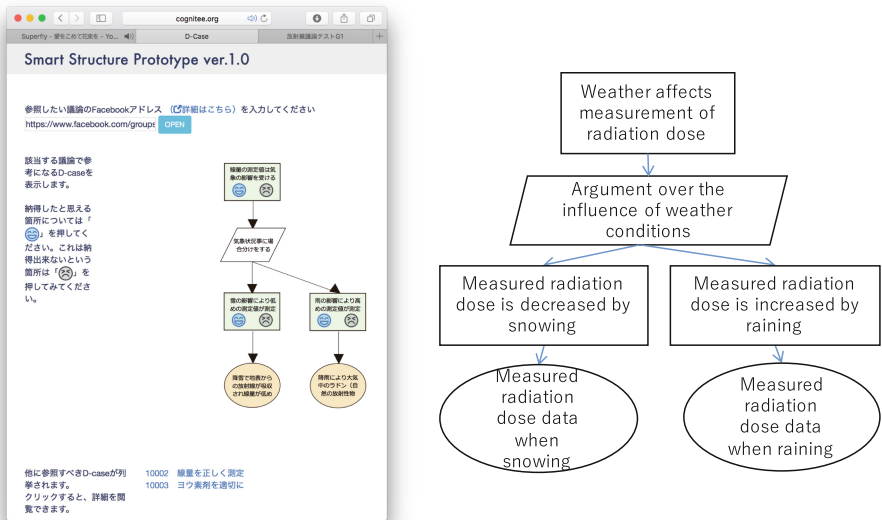 cognitee.org
Superfly - 愛をこめて花束を - Yo...
D-Case
放射線議論テストG1
Smart Structure Prototype ver.1.0
参照したい議論のFacebookアドレス （詳細はこちら）を入力してください
https://www.facebook.com/groups
OPEN
該当する議論で参
考になるD-caseを
表示します。
納得したと思える
箇所については「
」を押してく
ださい。これは納
得出来ないという
箇所は「」を
押してみてくださ
い。
線量の測定値は気
象の影響を受ける
気象状況事に場
合分けをする
雪の影響により低
めの測定値が測定
雨の影響により高
めの測定値が測定
降雪で地表から
の放射線が吸収
され線量が低め
降雨により大気
中のラドン（自
然の放射性物
他に参照すべきD-caseが列
挙されます。
クリックすると、詳細を閲
覧できます。
10002 線量を正しく測定
10003 ヨウ素剤を適切に
Weather affects
measurement of
radiation dose
Argument over the
influence of weather
conditions
Measured radiation
dose is decreased by
snowing
Measured radiation
dose is increased by
raining
Measured
radiation
dose data
when
snowing
Measured
radiation
dose data
when raining